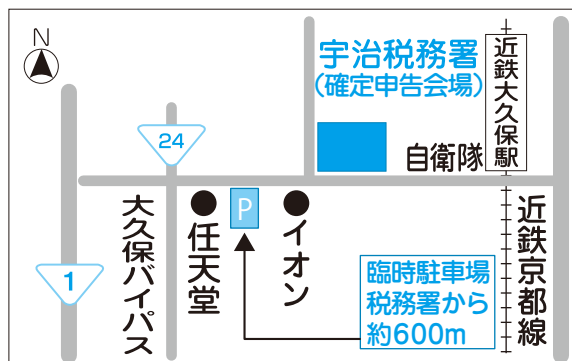 N
宇治税務署
(確定申告会場)
近鉄大久保駅
24
自衛隊
P
大久保バイパス
任天堂
イオン
近鉄京都線
1
臨時駐車場
税務署から
約600m